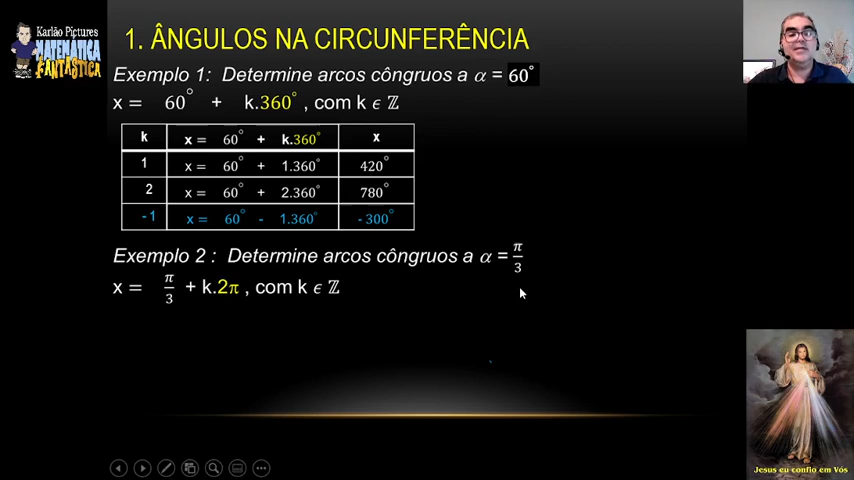 Karlão Pictures
MATEMÁTICA
FANTÁSTICA
1. ÂNGULOS NA CIRCUNFERÊNCIA
Exemplo 1: Determine arcos côngruos a α = 60°
x = 60° + k.360° , com k ϵ ℤ
k x = 60° + k.360° x
1 x = 60° + 1.360° 420°
2 x = 60° + 2.360° 780°
- 1 x = 60° - 1.360° - 300°
Exemplo 2 : Determine arcos côngruos a α = π/3
x = π/3 + k.2π , com k ϵ ℤ
Jesus eu confio em Vós